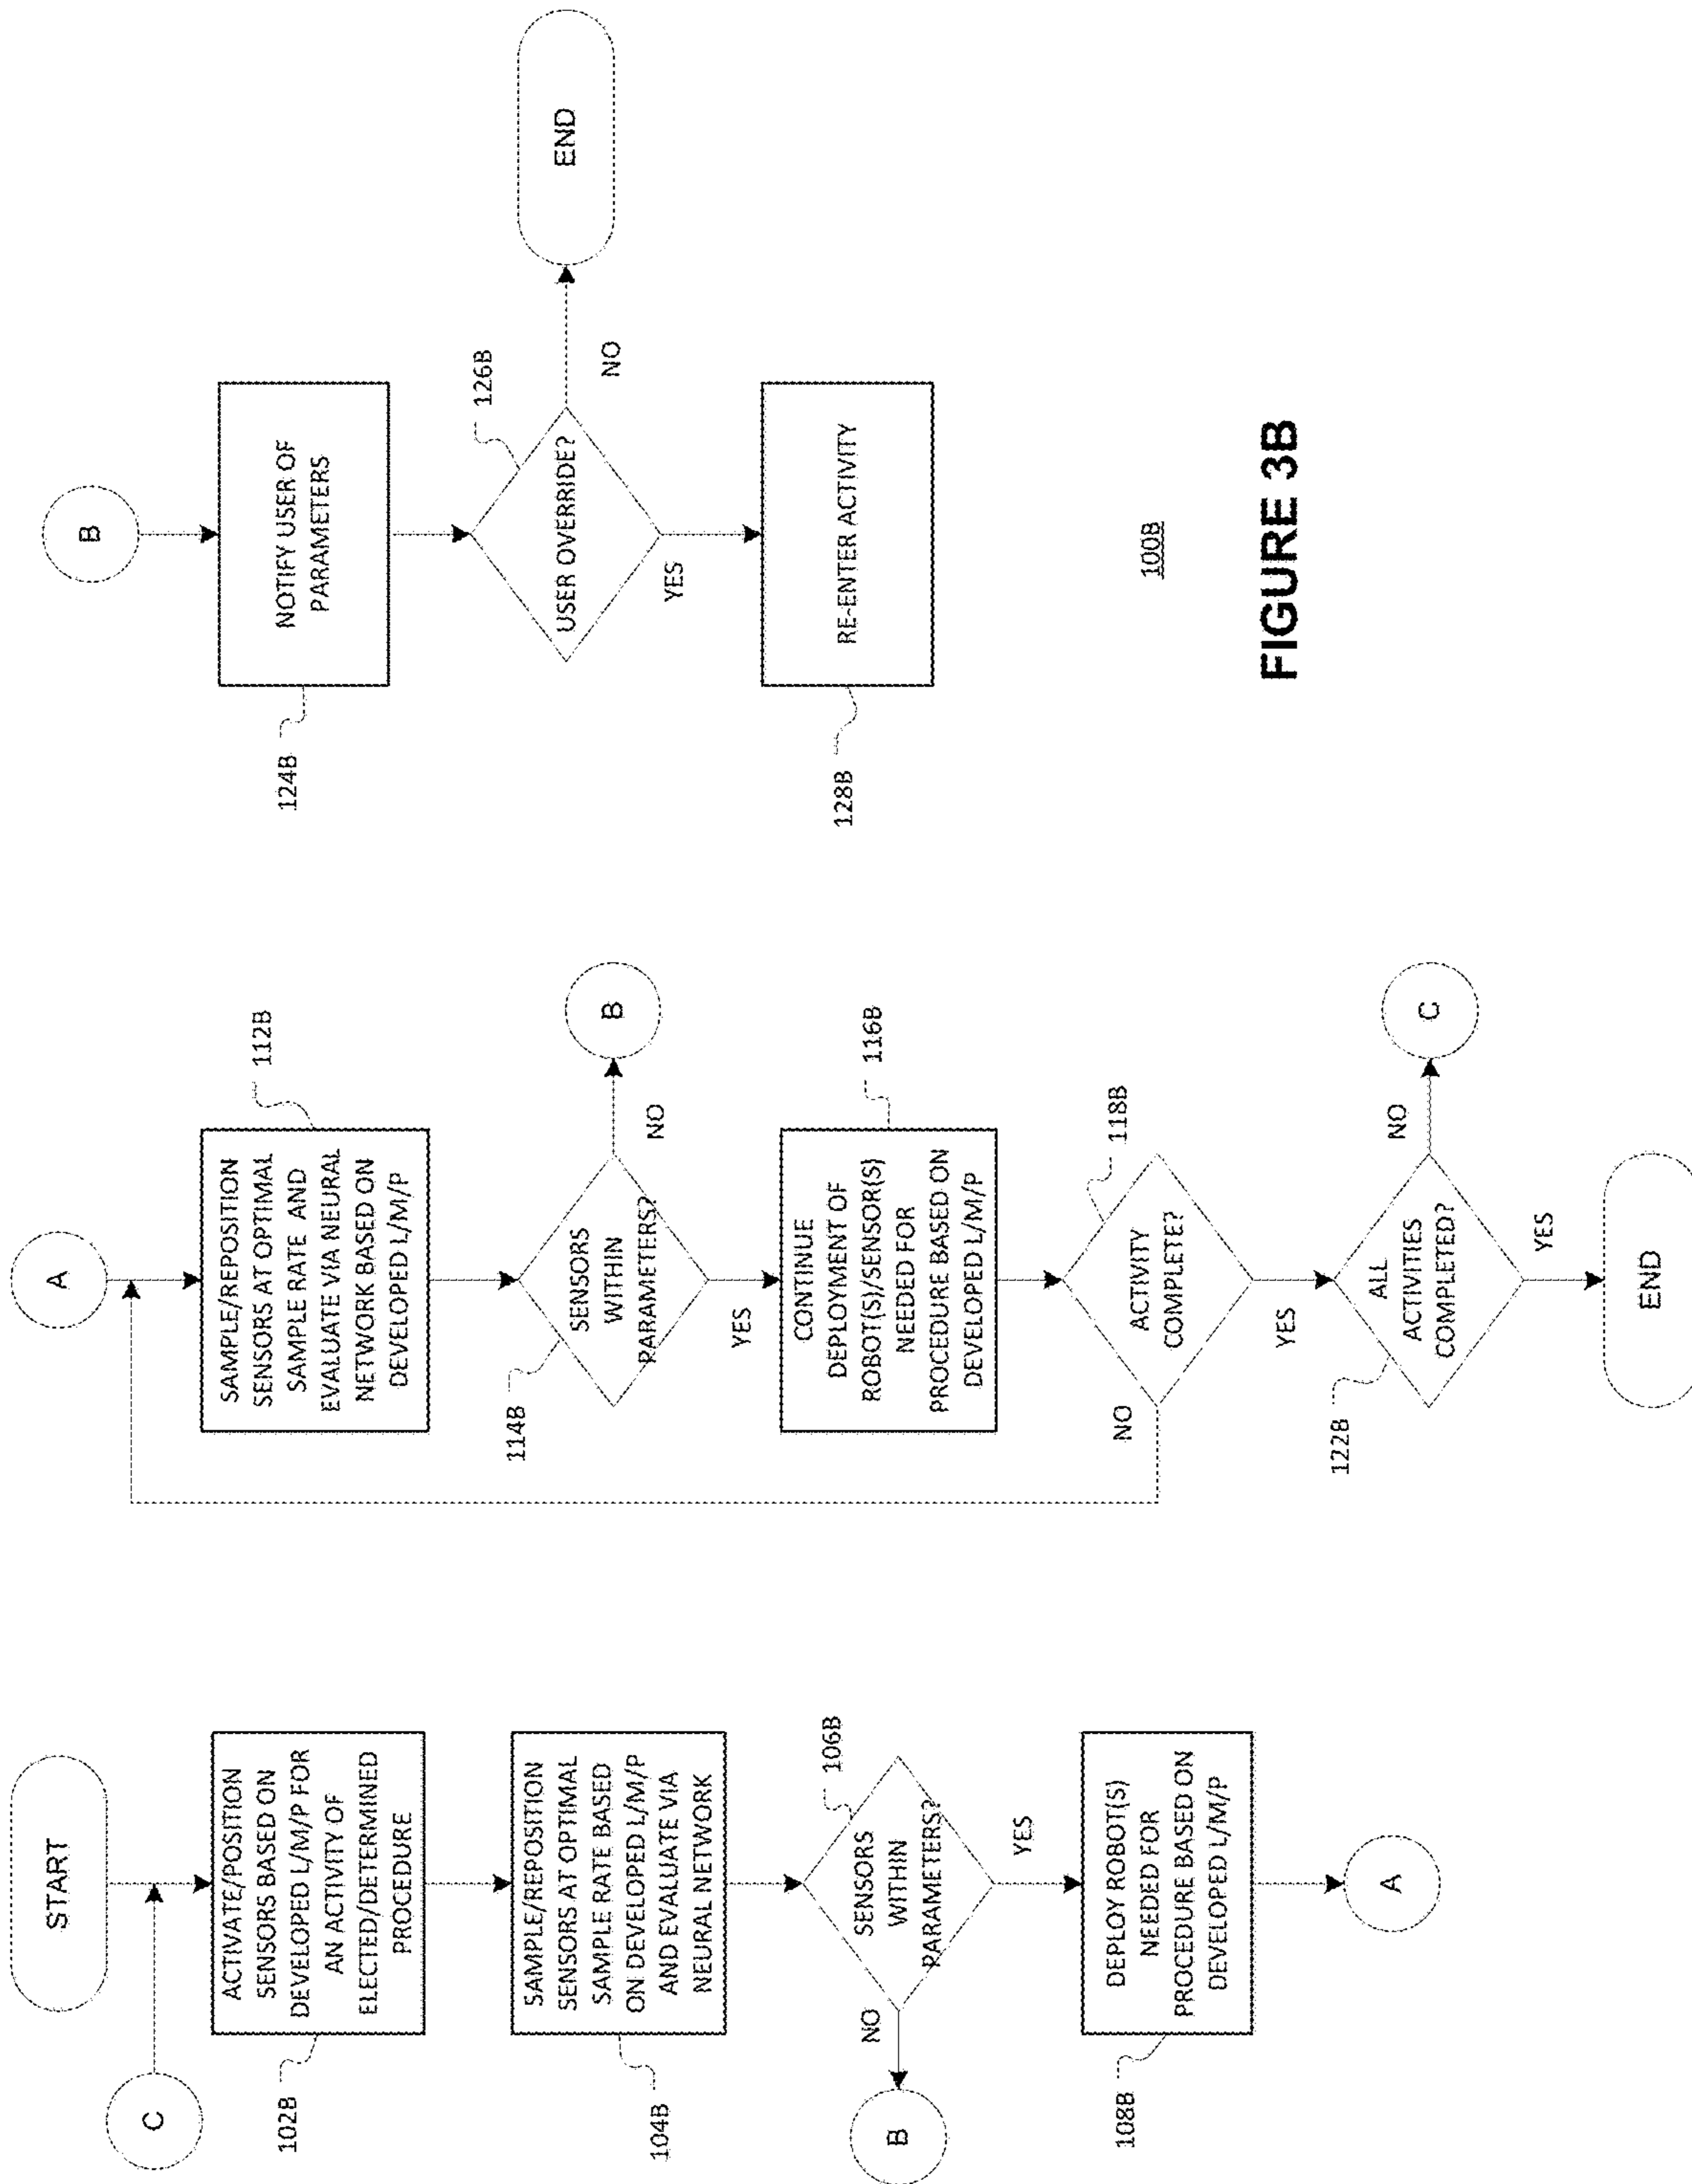 START
C
ACTIVATE/POSITION
SENSORS BASED ON
DEVELOPED L/M/P FOR
AN ACTIVITY OF
ELECTED/DETERMINED
PROCEDURE
102B
SAMPLE/REPOSITION
SENSORS AT OPTIMAL
SAMPLE RATE BASED
ON DEVELOPED L/M/P
AND EVALUATE VIA
NEURAL NETWORK
104B
106B
SENSORS
WITHIN
PARAMETERS?
NO
B
YES
DEPLOY ROBOT(S)
NEEDED FOR
PROCEDURE BASED ON
DEVELOPED L/M/P
108B
A
A
SAMPLE/REPOSITION
SENSORS AT OPTIMAL
SAMPLE RATE AND
EVALUATE VIA NEURAL
NETWORK BASED ON
DEVELOPED L/M/P
112B
SENSORS
WITHIN
PARAMETERS?
114B
NO
B
YES
CONTINUE
DEPLOYMENT OF
ROBOT(S)/SENSOR(S)
NEEDED FOR
PROCEDURE BASED ON
DEVELOPED L/M/P
116B
118B
ACTIVITY
COMPLETE?
NO
YES
ALL
ACTIVITIES
COMPLETED?
122B
NO
C
YES
END
B
NOTIFY USER OF
PARAMETERS
124B
126B
USER OVERRIDE?
NO
END
YES
RE-ENTER ACTIVITY
128B
100B
FIGURE 3B